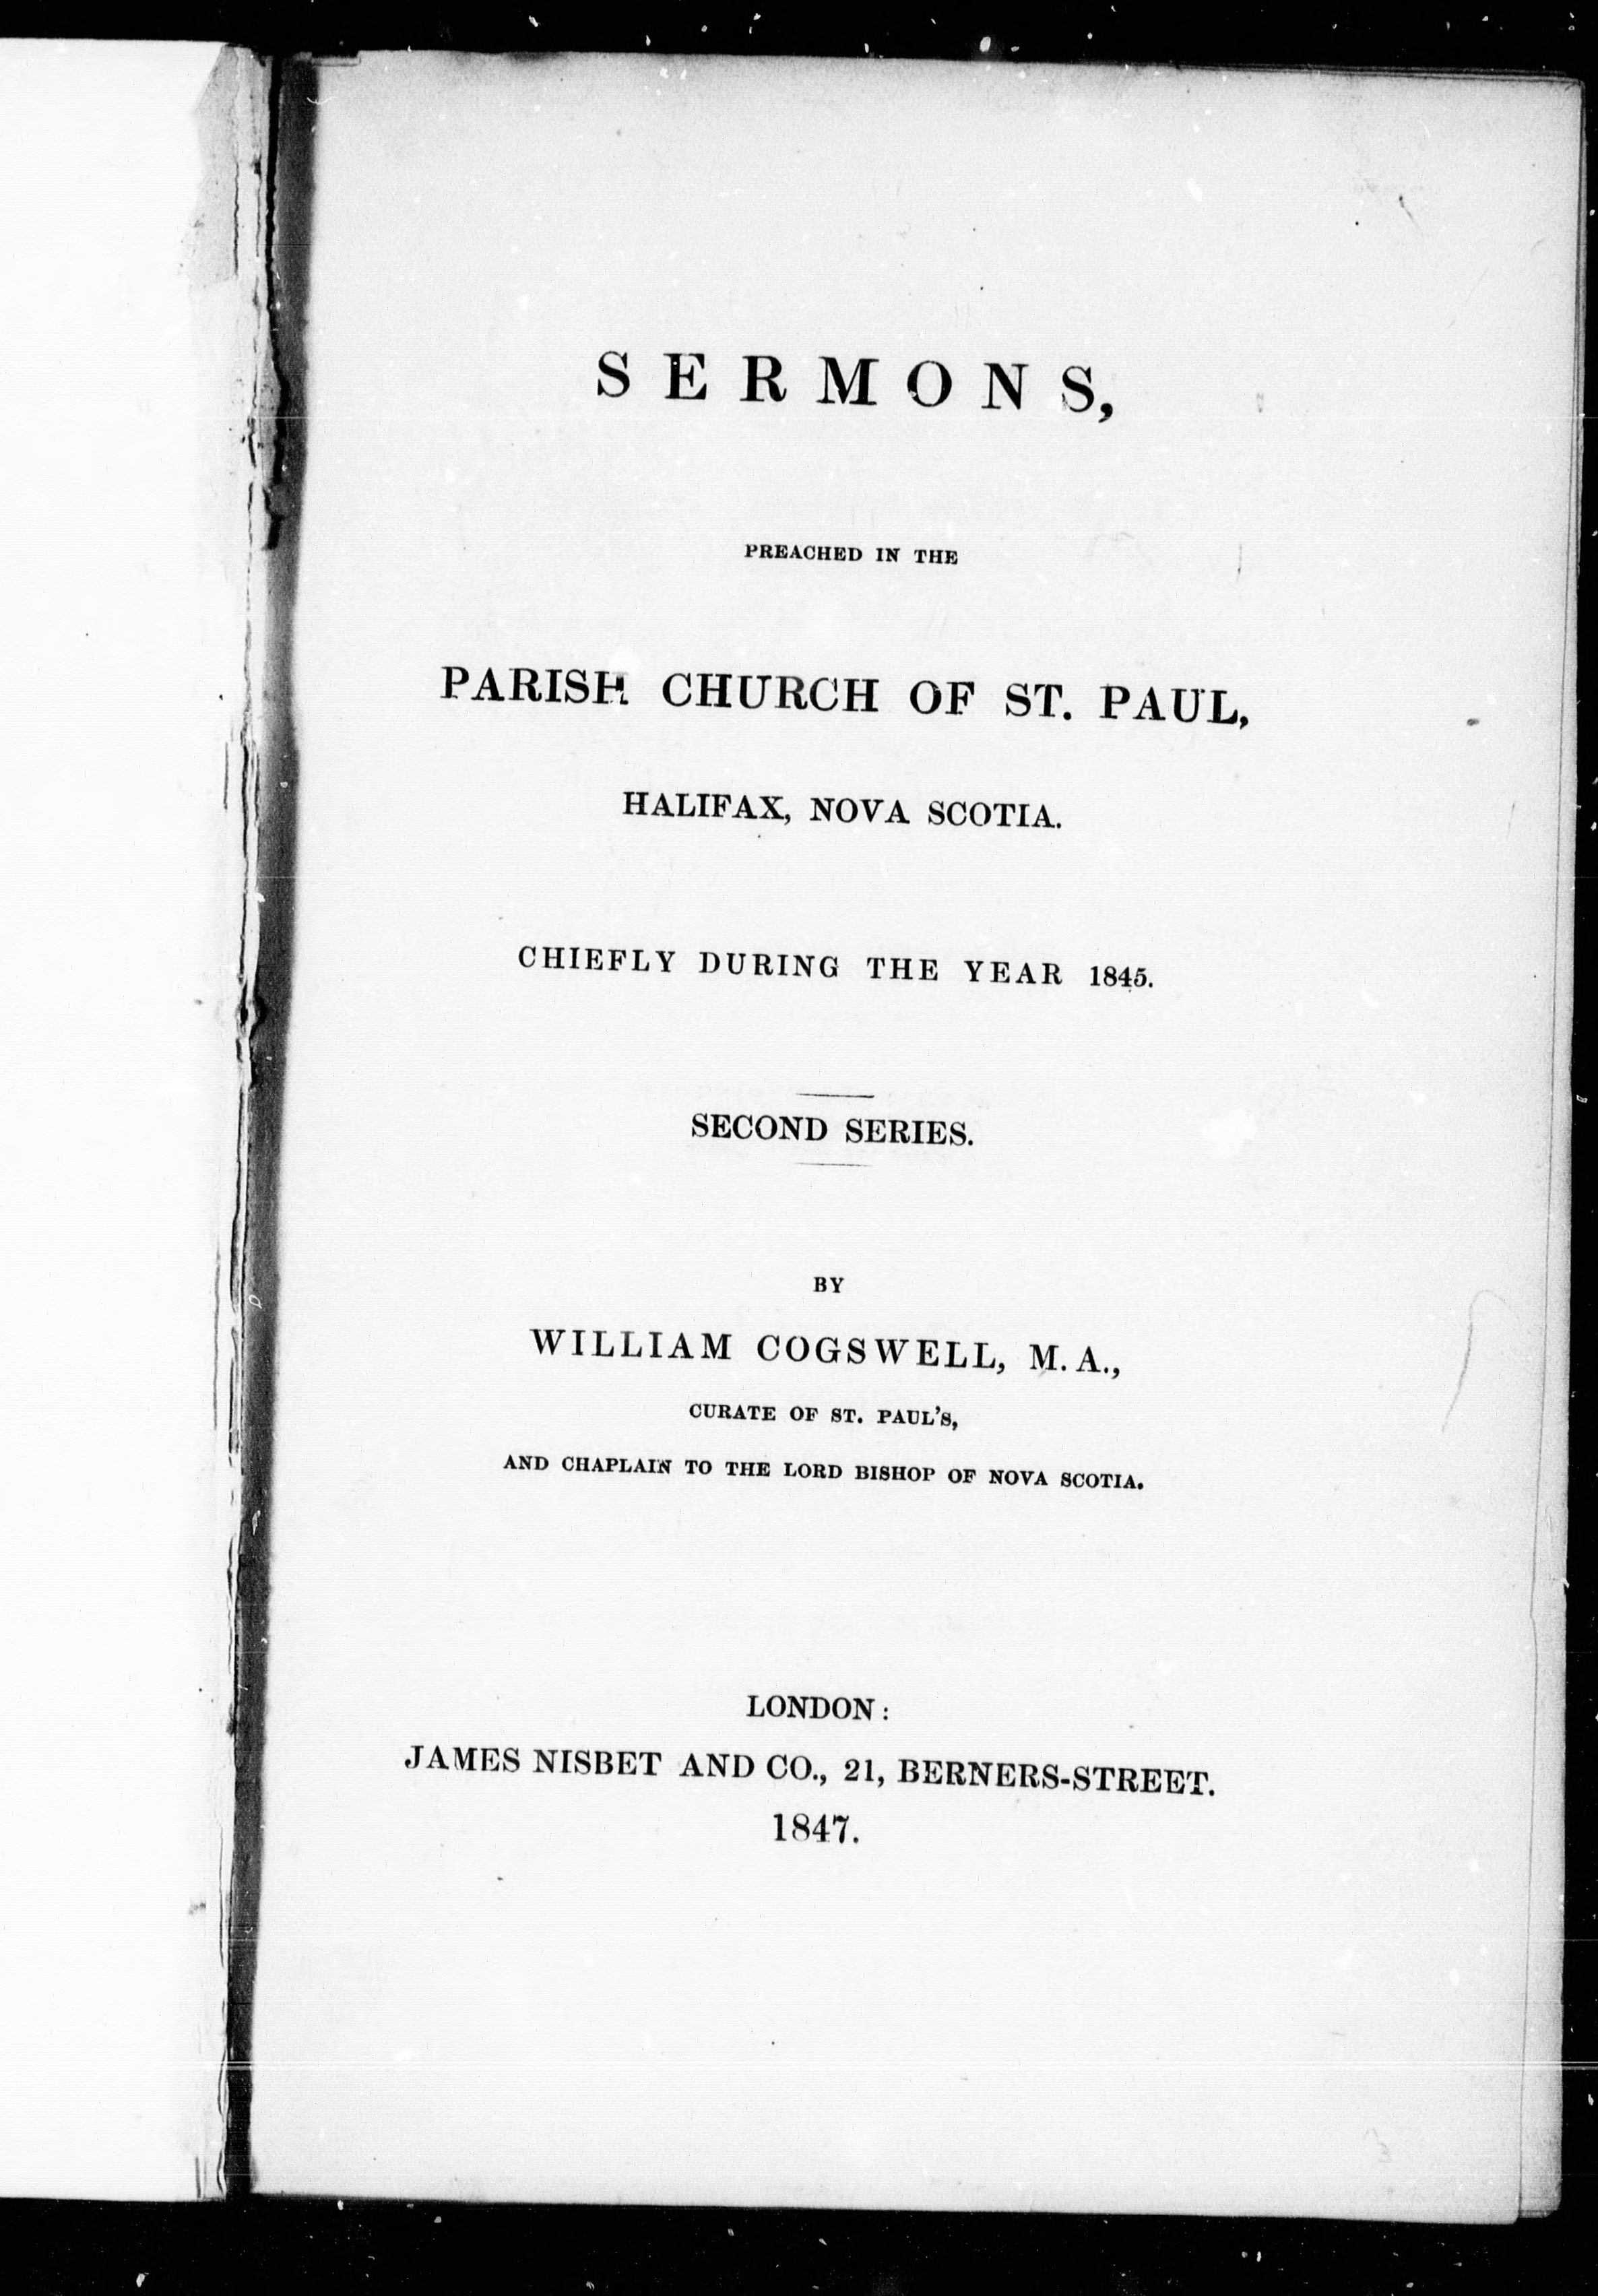 SERMONS,
PREACHED IN THE
PARISH CHURCH OF ST. PAUL,
HALIFAX, NOVA SCOTIA.
CHIEFLY DURING THE YEAR 1845.
SECOND SERIES.
BY
WILLIAM COGSWELL, M. A.,
CURATE OF ST. PAUL'S,
AND CHAPLAIN TO THE LORD BISHOP OF NOVA SCOTIA.
LONDON:
JAMES NISBET AND CO., 21, BERNERS-STREET.
1847.